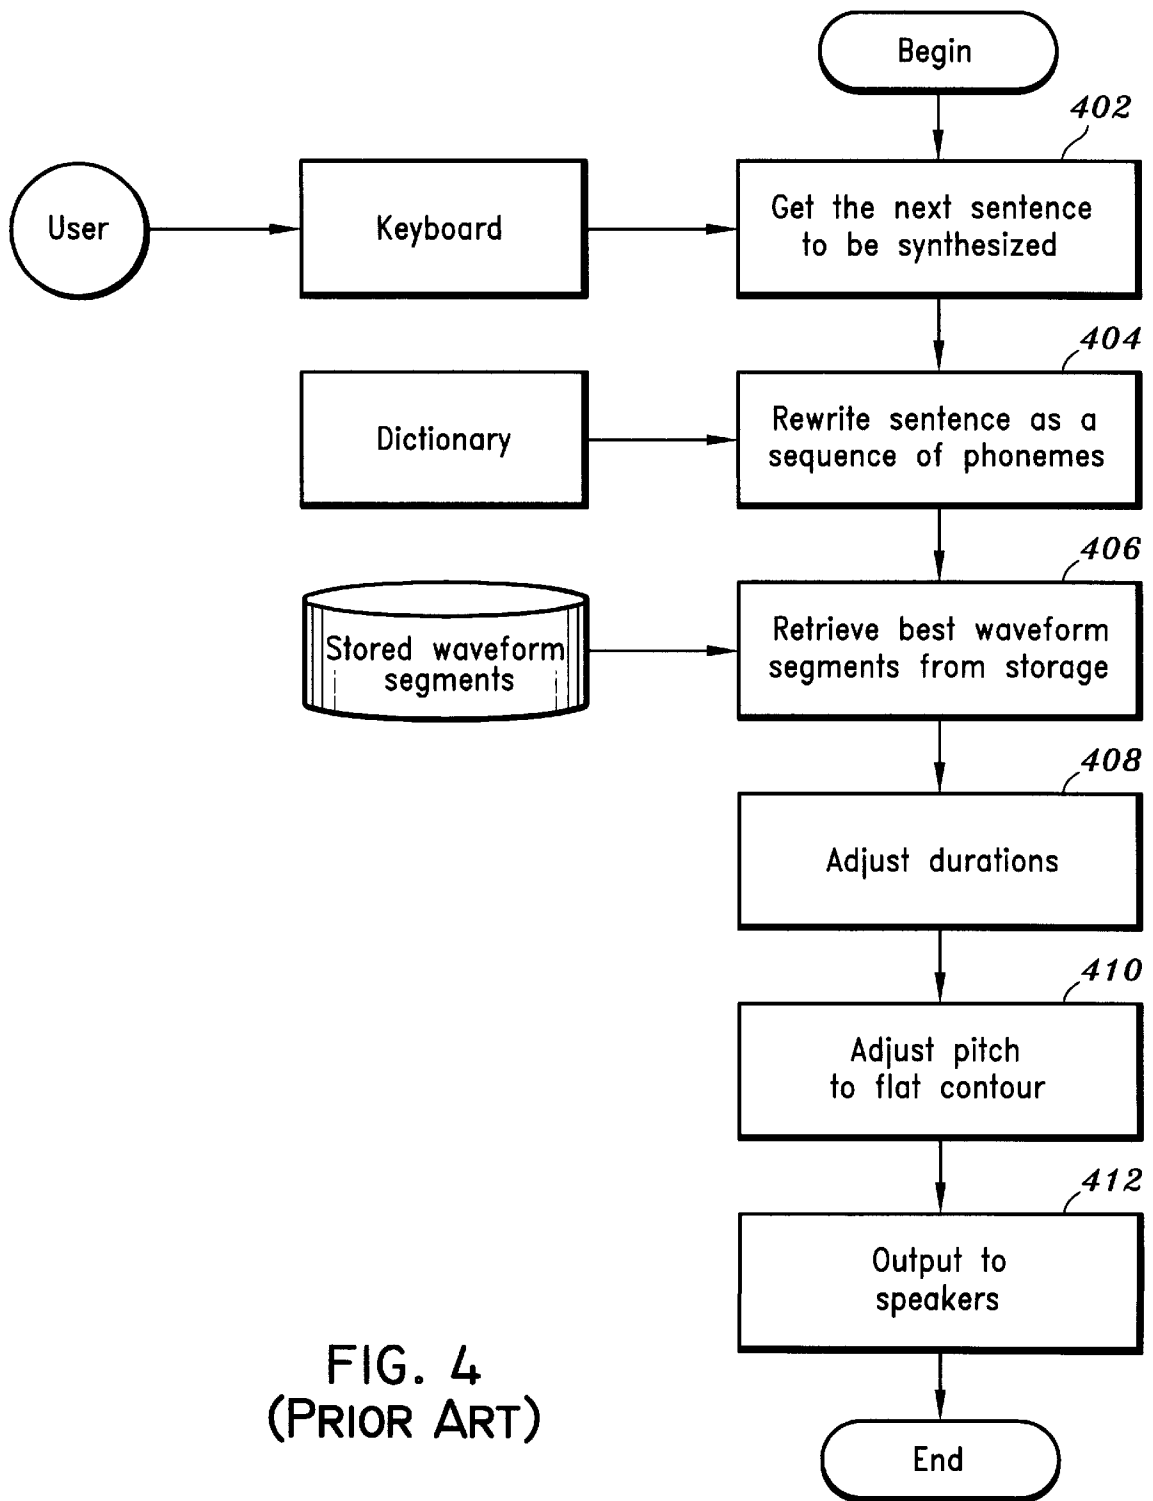 Begin
402
User
Keyboard
Get the next sentence
to be synthesized
404
Dictionary
Rewrite sentence as a
sequence of phonemes
406
Stored waveform
segments
Retrieve best waveform
segments from storage
408
Adjust durations
410
Adjust pitch
to flat contour
412
Output to
speakers
FIG. 4
(PRIOR ART)
End